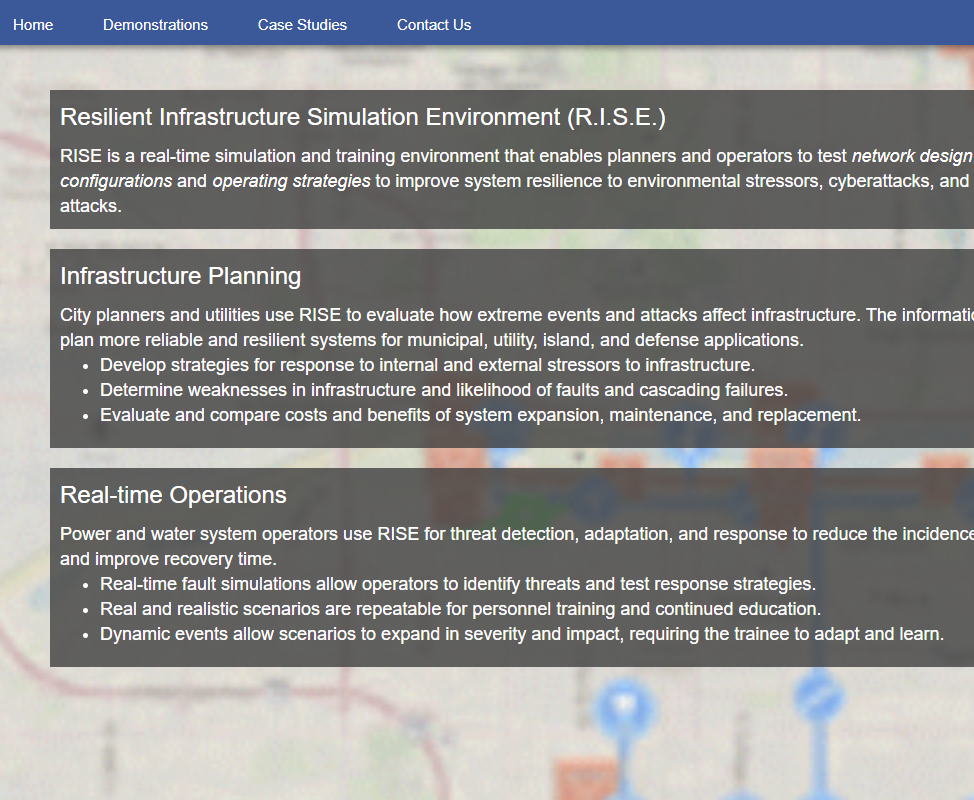 Home Demonstrations Case Studies Contact Us
Resilient Infrastructure Simulation Environment (R.I.S.E.)
RISE is a real-time simulation and training environment that enables planners and operators to test network design
configurations and operating strategies to improve system resilience to environmental stressors, cyberattacks, and
attacks.
Infrastructure Planning
City planners and utilities use RISE to evaluate how extreme events and attacks affect infrastructure. The
plan more reliable and resilient systems for municipal, utility, island, and defense applications.
• Develop strategies for response to internal and external stressors to infrastructure.
• Determine weaknesses in infrastructure and likelihood of faults and cascading failures.
• Evaluate and compare costs and benefits of system expansion, maintenance, and replacement.
Real-time Operations
Power and water system operators use RISE for threat detection, adaptation, and response to reduce the incidence
and improve recovery time.
• Real-time fault simulations allow operators to identify threats and test response strategies.
• Real and realistic scenarios are repeatable for personnel training and continued education.
• Dynamic events allow scenarios to expand in severity and impact, requiring the trainee to adapt and learn.